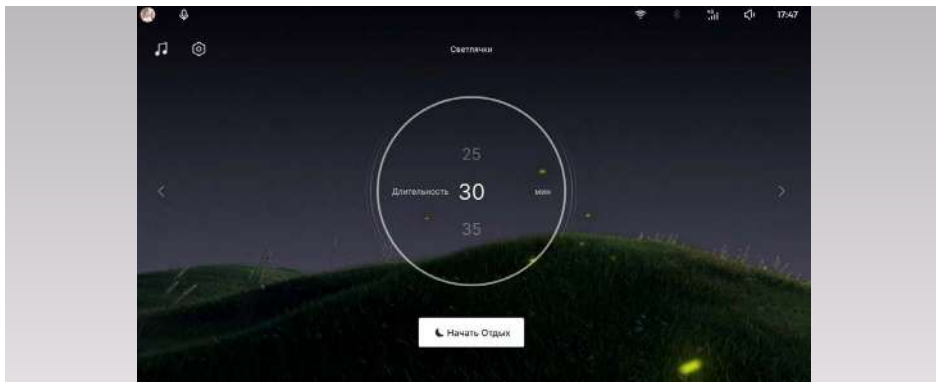 17:47
Светлячки
25
Длительность 30 мин
35
Начать Отдых